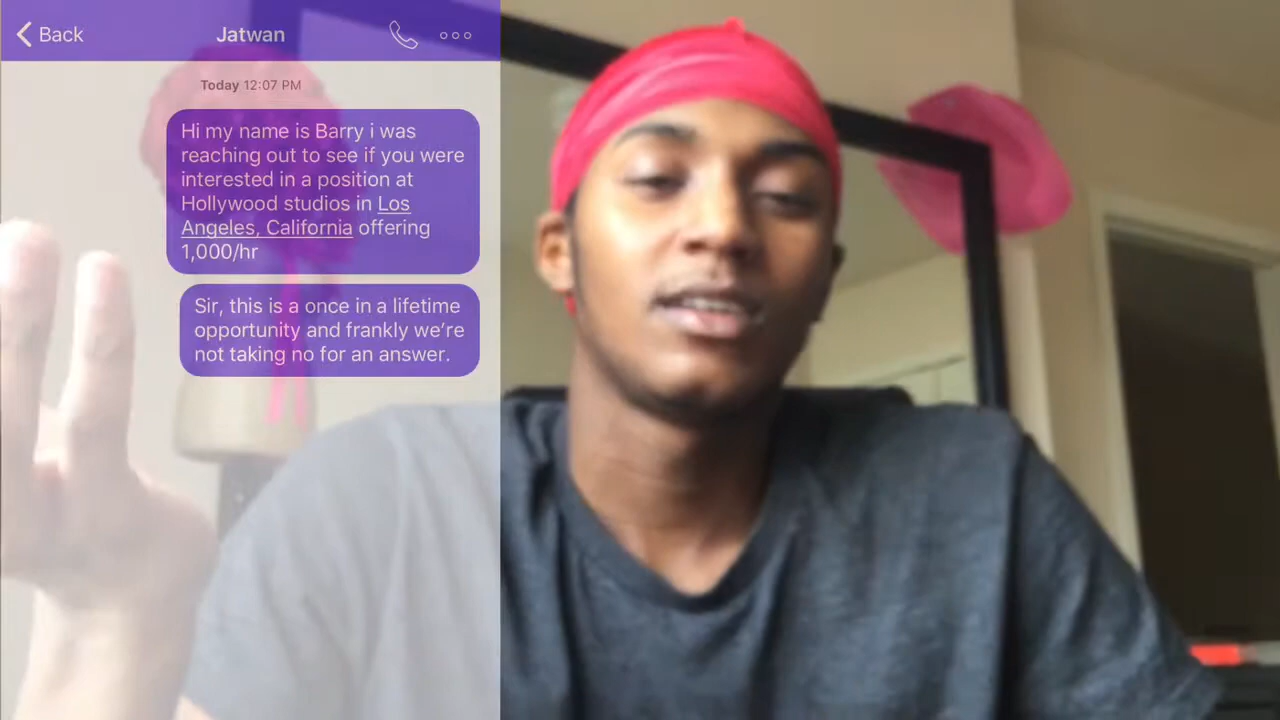 Back
Jatwan
Today 12:07 PM
Hi my name is Barry i was
reaching out to see if you were
interested in a position at
Hollywood studios in Los
Angeles, California offering
1,000/hr
Sir, this is a once in a lifetime
opportunity and frankly we're
not taking no for an answer.